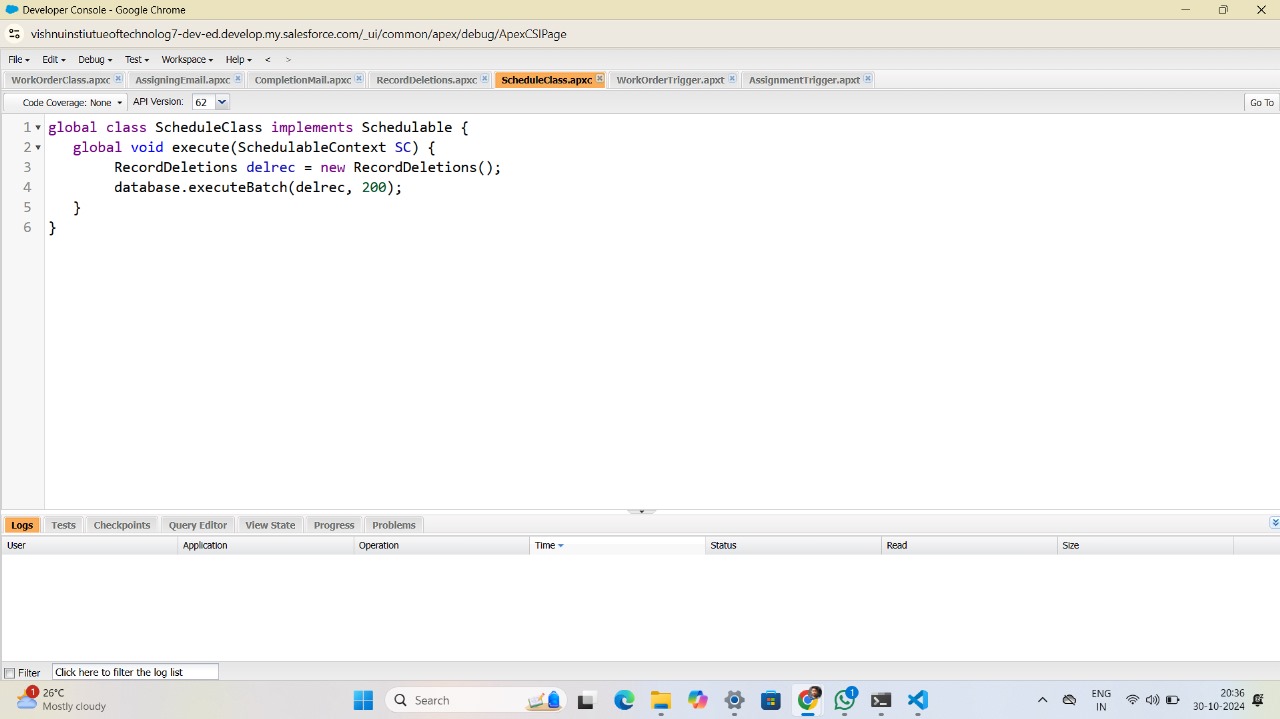 Developer Console - Google Chrome
vishnuinstiutueoftechnolog7-dev-ed.develop.my.salesforce.com/_ui/common/apex/debug/ApexCSIPage
File Edit Debug Test Workspace Help < >
WorkOrderClass.apxc AssigningEmail.apxc CompletionMail.apxc RecordDeletions.apxc ScheduleClass.apxc WorkOrderTrigger.apxt AssignmentTrigger.apxt
Code Coverage: None API Version: 62 Go To
1 global class ScheduleClass implements Schedulable {
2 global void execute(SchedulableContext SC) {
3 RecordDeletions delrec = new RecordDeletions();
4 database.executeBatch(delrec, 200);
5 }
6 }
Logs Tests Checkpoints Query Editor View State Progress Problems
User Application Operation Time Status Read Size
Filter Click here to filter the log list
1 26°C
Mostly cloudy
Search
1
ENG
IN
20:36
30-10-2024